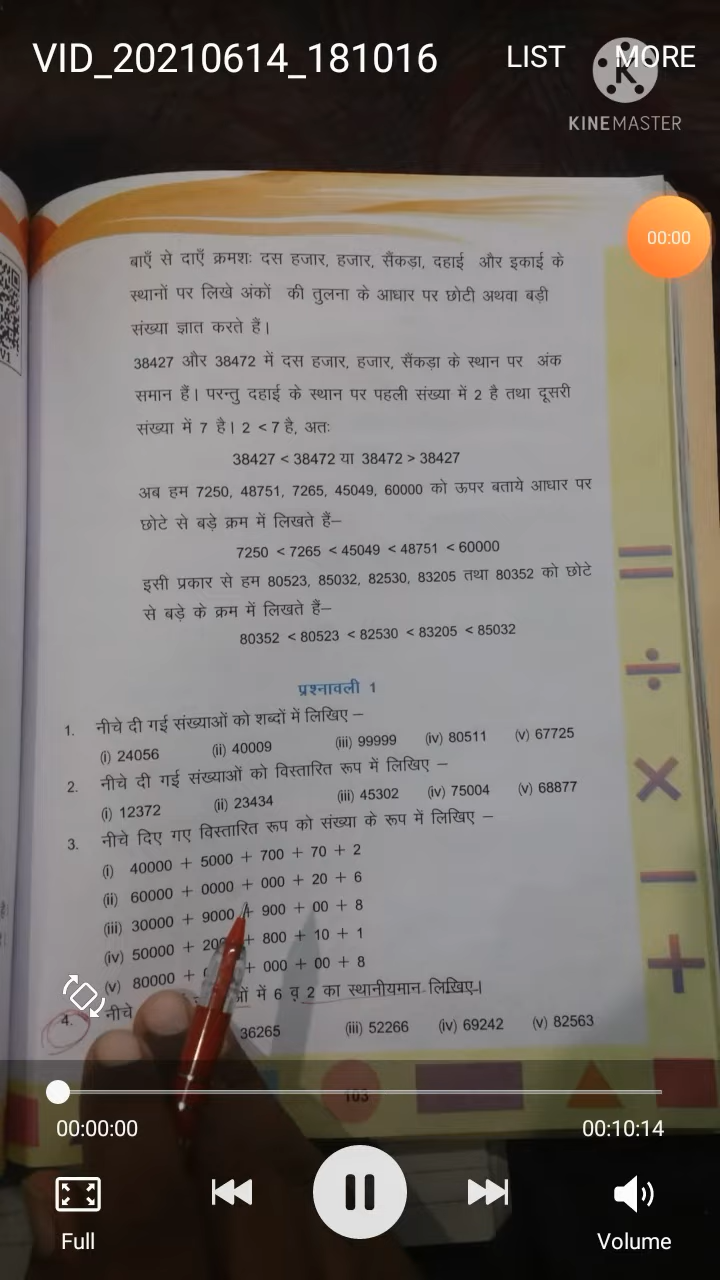 VID_20210614_181016 LIST MORE
KINEMASTER
00:00
बाएँ से दाएँ क्रमशः दस हजार, हजार, सैंकड़ा, दहाई और इकाई के
स्थानों पर लिखे अंकों की तुलना के आधार पर छोटी अथवा बड़ी
संख्या ज्ञात करते हैं।
38427 और 38472 में दस हजार, हजार, सैंकड़ा के स्थान पर अंक
समान हैं। परन्तु दहाई के स्थान पर पहली संख्या में 2 है तथा दूसरी
संख्या में 7 है। 2 < 7 है, अतः
38427 < 38472 या 38472 > 38427
अब हम 7250, 48751, 7265, 45049, 60000 को ऊपर बताये आधार पर
छोटे से बड़े क्रम में लिखते हैं–
7250 < 7265 < 45049 < 48751 < 60000
इसी प्रकार से हम 80523, 85032, 82530, 83205 तथा 80352 को छोटे
से बड़े के क्रम में लिखते हैं–
80352 < 80523 < 82530 < 83205 < 85032
प्रश्नावली 1
1. नीचे दी गई संख्याओं को शब्दों में लिखिए –
(i) 24056 (ii) 40009 (iii) 99999 (iv) 80511 (v) 67725
2. नीचे दी गई संख्याओं को विस्तारित रूप में लिखिए –
(i) 12372 (ii) 23434 (iii) 45302 (iv) 75004 (v) 68877
3. नीचे दिए गए विस्तारित रूप को संख्या के रूप में लिखिए –
(i) 40000 + 5000 + 700 + 70 + 2
(ii) 60000 + 0000 + 000 + 20 + 6
(iii) 30000 + 9000 + 900 + 00 + 8
(iv) 50000 + 200 + 800 + 10 + 1
(v) 80000 + + 000 + 00 + 8
4. नीचे में 6 व 2 का स्थानीयमान लिखिए।
36265 (iii) 52266 (iv) 69242 (v) 82563
103
00:00:00 00:10:14
Full Volume